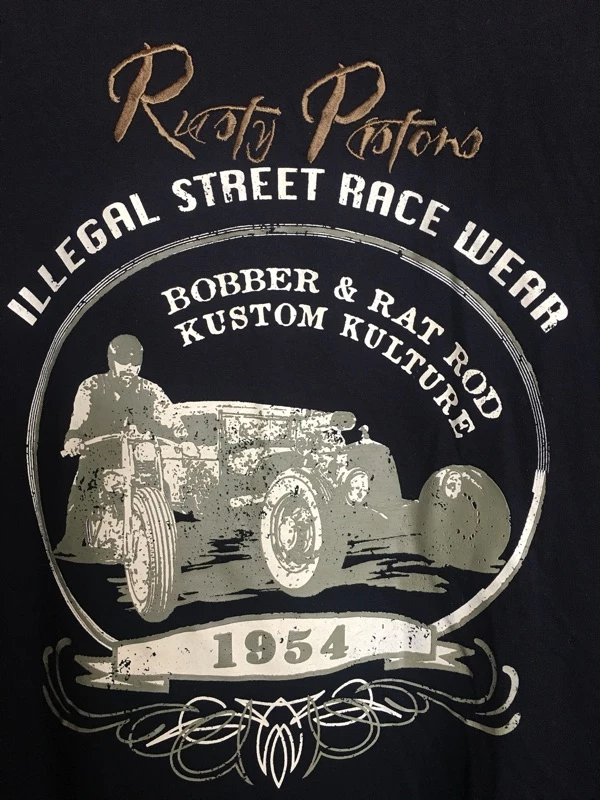 Rusty Pistons
ILLEGAL STREET RACE WEAR
BOBBER & RAT ROD
KUSTOM KULTURE
1954